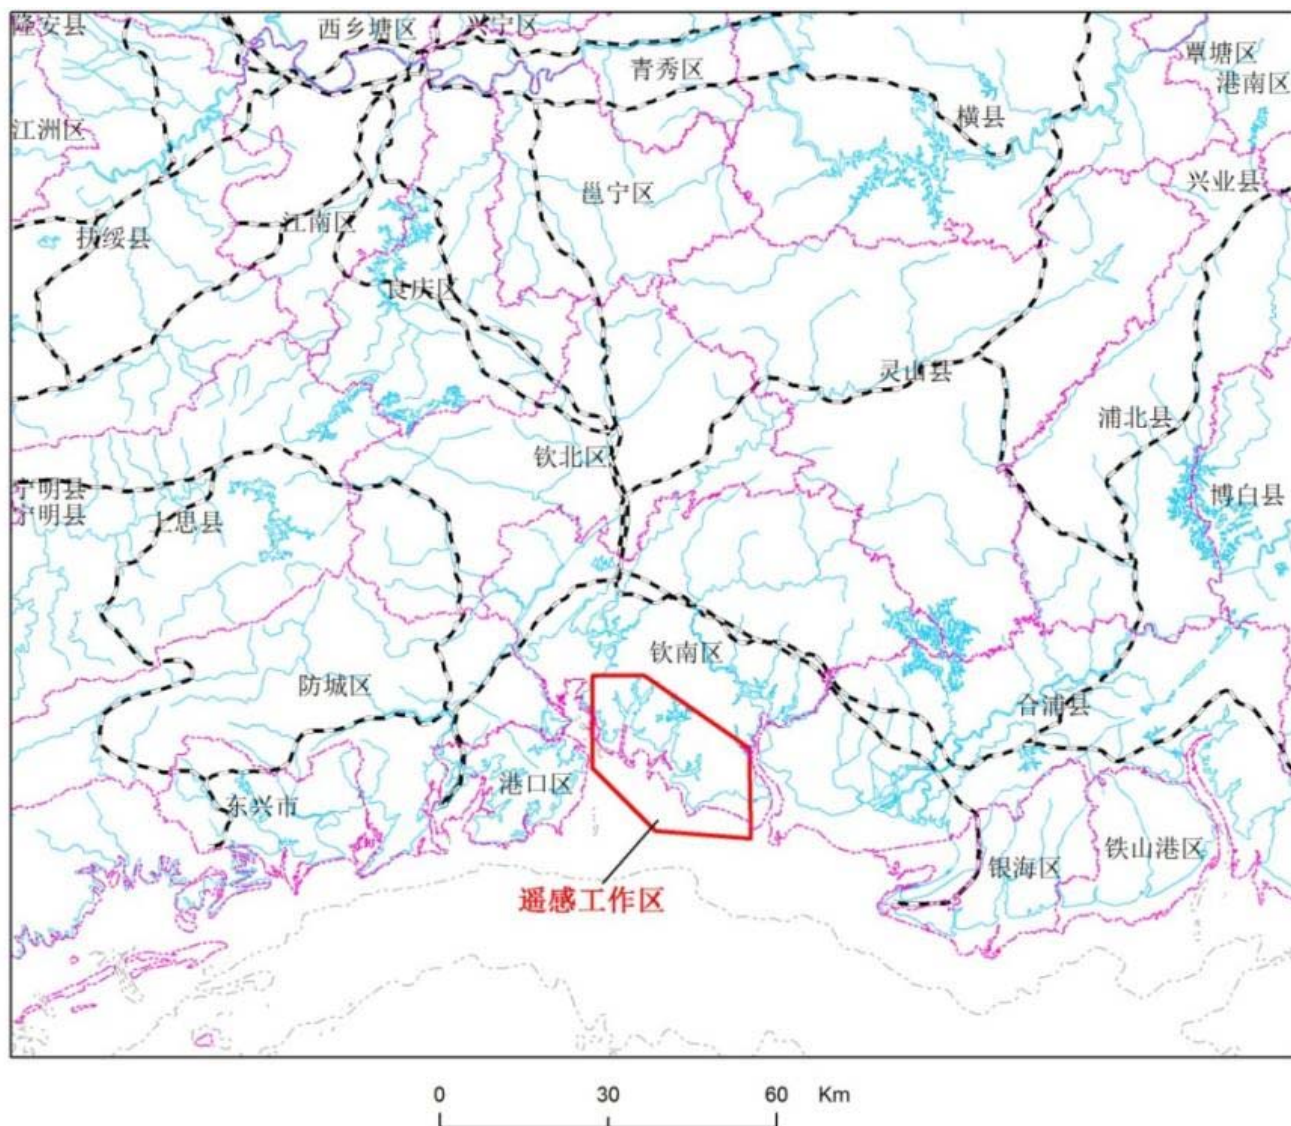 隆安县
西乡塘区
兴宁区
青秀区
覃塘区
港南区
江洲区
横县
兴业县
邕宁区
扶绥县
江南区
良庆区
灵山县
浦北县
钦北区
宁明县
宁明县
上思县
博白县
钦南区
防城区
合浦县
港口区
东兴市
银海区
铁山港区
遥感工作区
0 30 60 Km